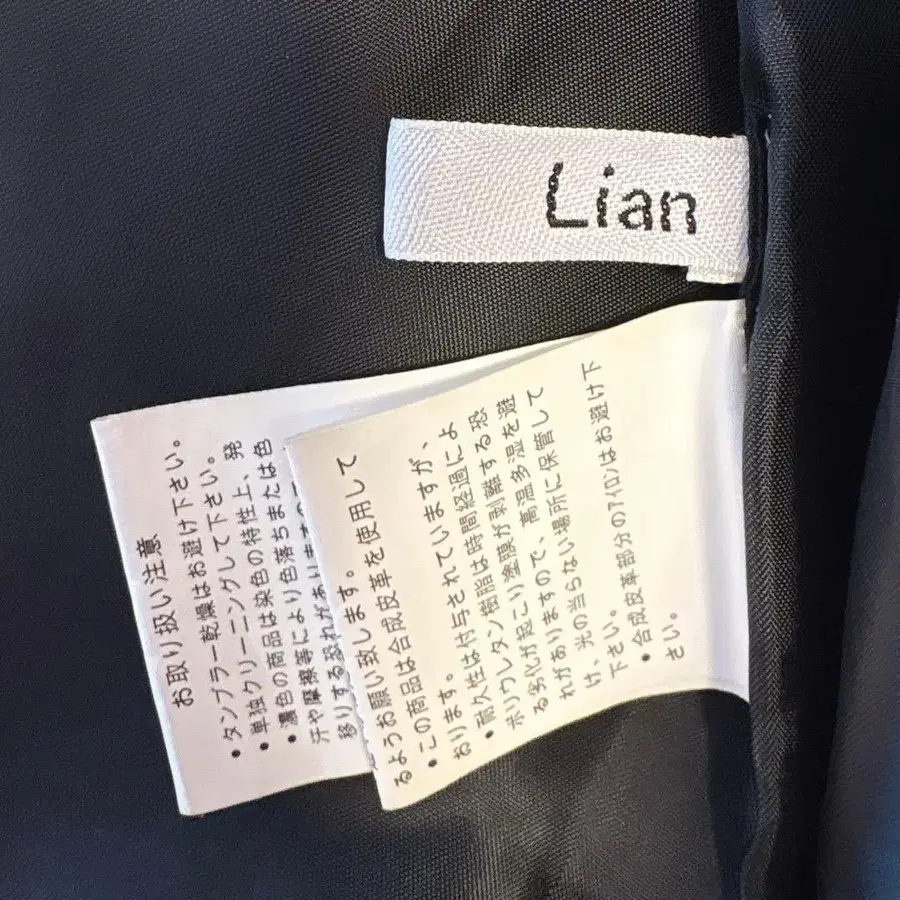 Lian
お取り扱い注意
・タンブラー乾燥はお避け下さい。
・単独クリーニングして下さい。
・濃色の商品は染色の特性上、発
汗や摩擦等により色落ちまたは色
移りする恐れがありますの
るようお願い致します。
・この商品は合成皮革を使用して
おります。
・耐久性は付与されていますが、
ポリウレタン樹脂は時間経過によ
る劣化が起こり塗膜が剥離する恐
れがありますので、高温多湿を避
け、光の当らない場所に保管して
下さい。
・合成皮革部分のｱｲﾛﾝはお避け下
さい。